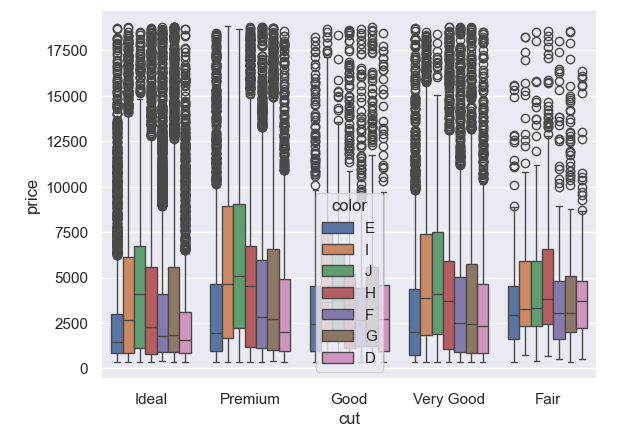 17500
15000
12500
10000
7500
5000
2500
0
price
color
E
I
J
H
F
G
D
Ideal Premium Good Very Good Fair
cut